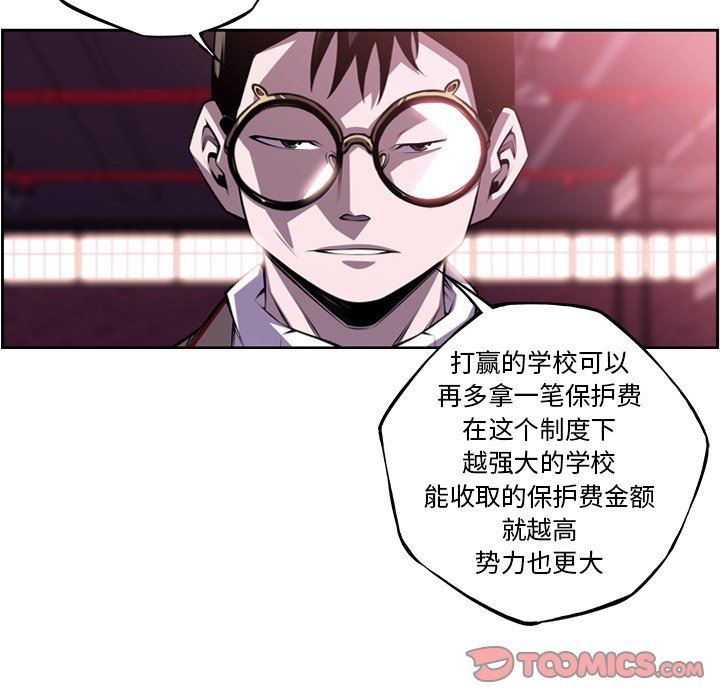 打赢的学校可以
再多拿一笔保护费
在这个制度下
越强大的学校
能收取的保护费金额
就越高
势力也更大
TOOMICS.COM